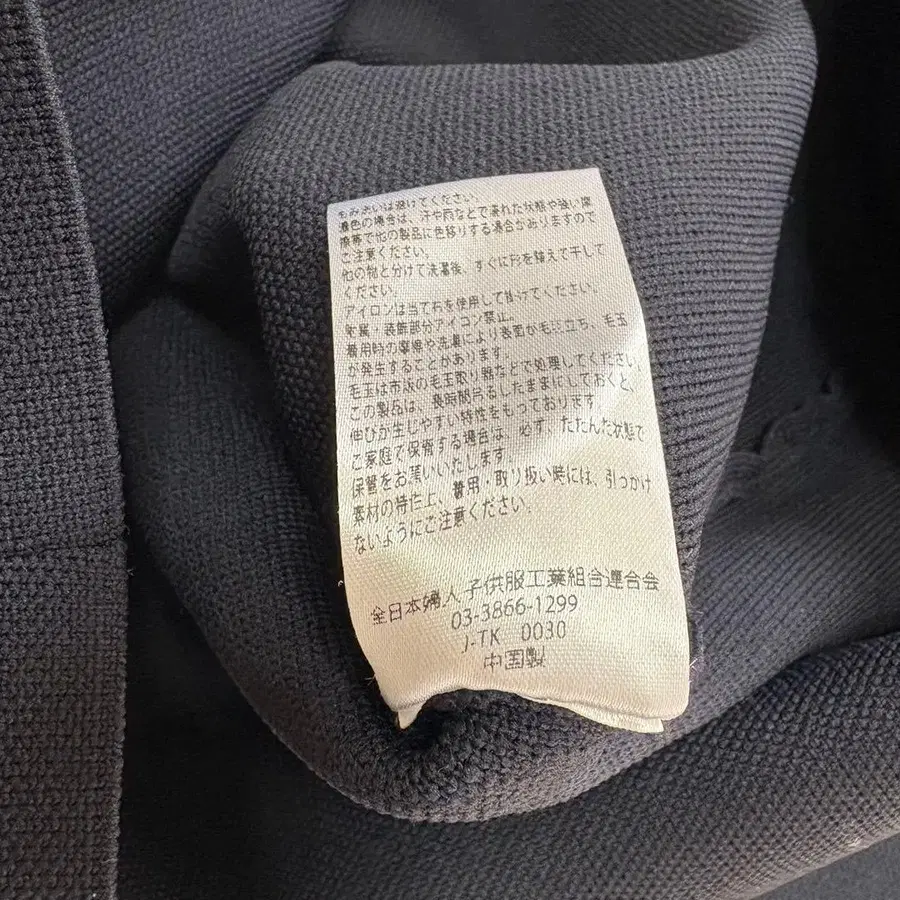 もみあらいは避けてください。
濃色の場合は、汗や雨などで濡れた状態や強い摩
擦等で他の製品に色移りする場合がありますので
ご注意ください。
他の物と分けて洗濯後、すぐに形を整えて干して
ください。
アイロンは当て布を使用して掛けてください。
附属・装飾部分アイロン禁止。
着用時の摩擦や洗濯により表面が毛羽立ち、毛玉
が発生することがあります。
毛玉は市販の毛玉取り器などで処理してください
この製品は、長時間吊るしたままにしておくと、
伸びが生じやすい特性をもっております
ご家庭で保管する場合は、必ず、たたんだ状態で
保管をお願いいたします
素材の特性上、着用・取り扱い時には、引っかけ
ないようにご注意ください。
全日本婦人子供服工業組合連合会
03-3866-1299
J-TK 0030
中国製